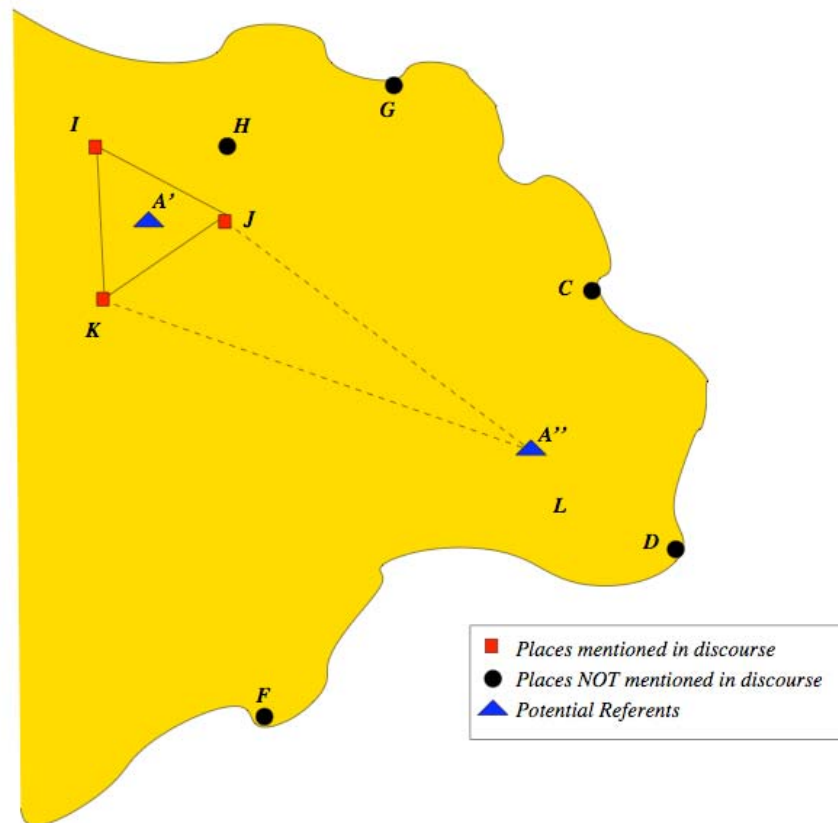 G
I
H
A'
J
C
K
A''
L
D
F
Places mentioned in discourse
Places NOT mentioned in discourse
Potential Referents